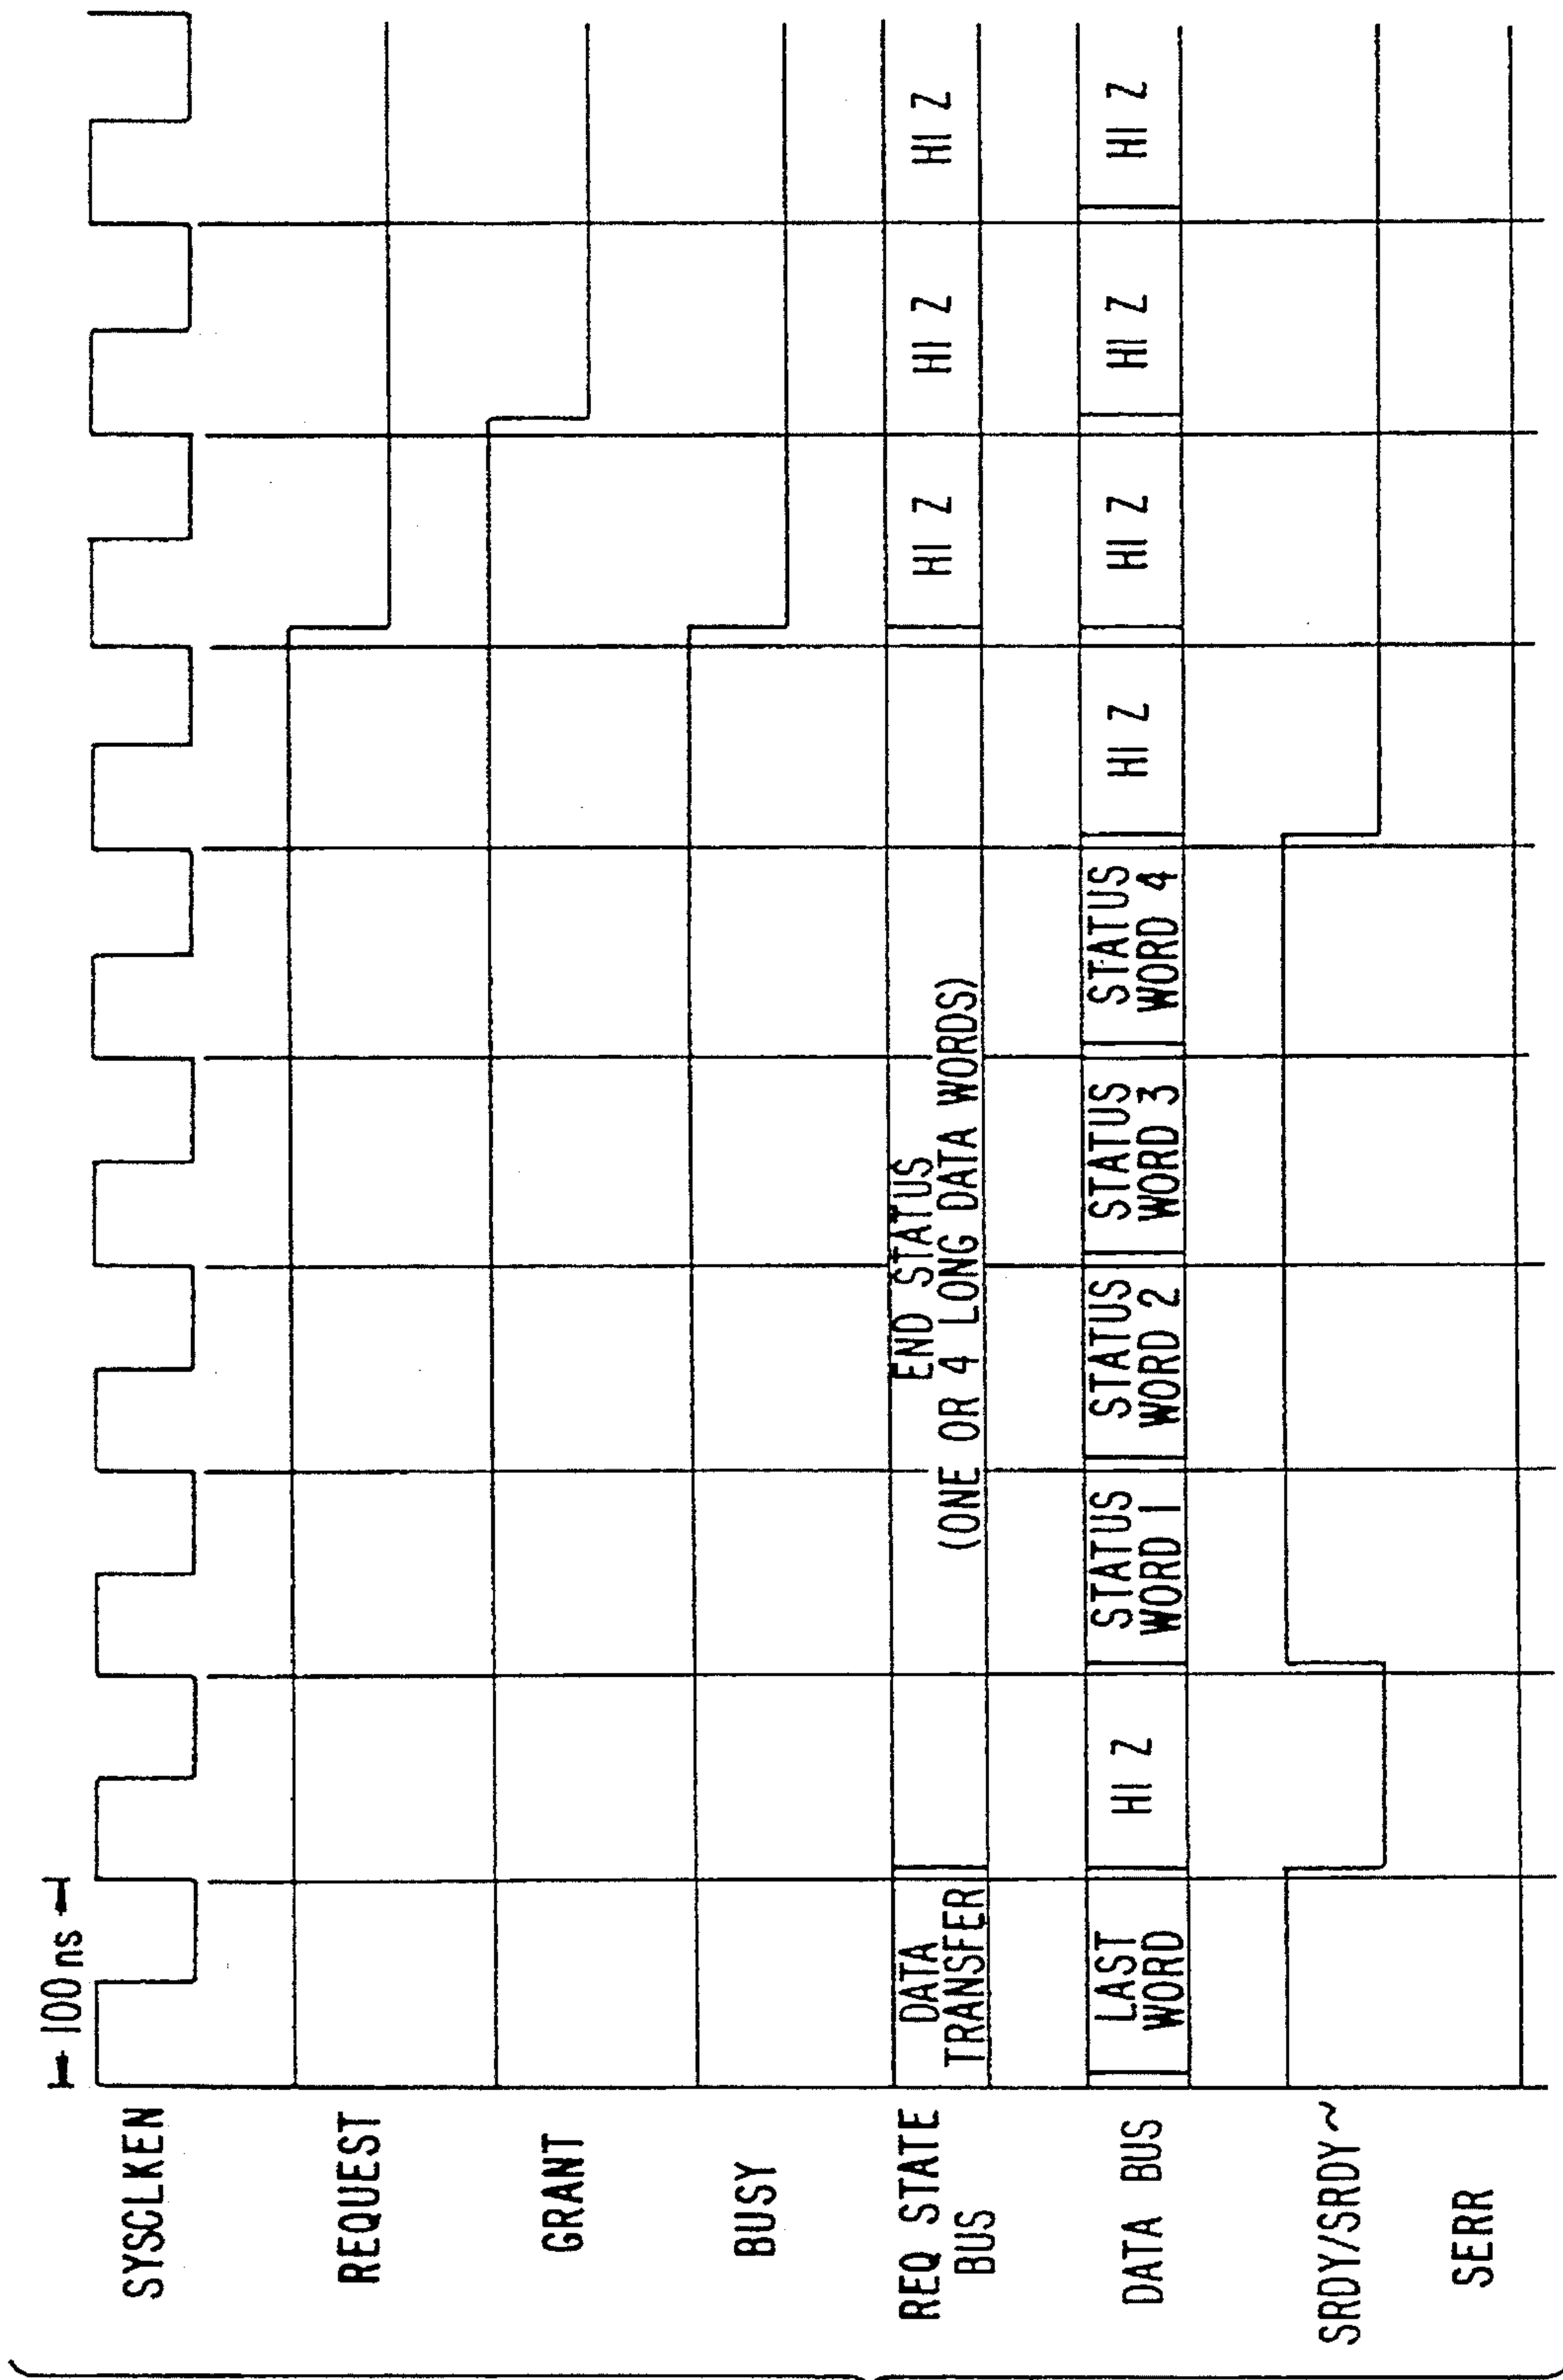 100 ns
SYSCLKEN
REQUEST
GRANT
BUSY
REQ STATE
BUS
DATA
TRANSFER
END STATUS
(ONE OR 4 LONG DATA WORDS)
HI Z
HI Z
HI Z
DATA BUS
LAST
WORD
HI Z
STATUS
WORD 1
STATUS
WORD 2
STATUS
WORD 3
STATUS
WORD 4
HI Z
HI Z
HI Z
HI Z
SRDY/SRDY~
SERR